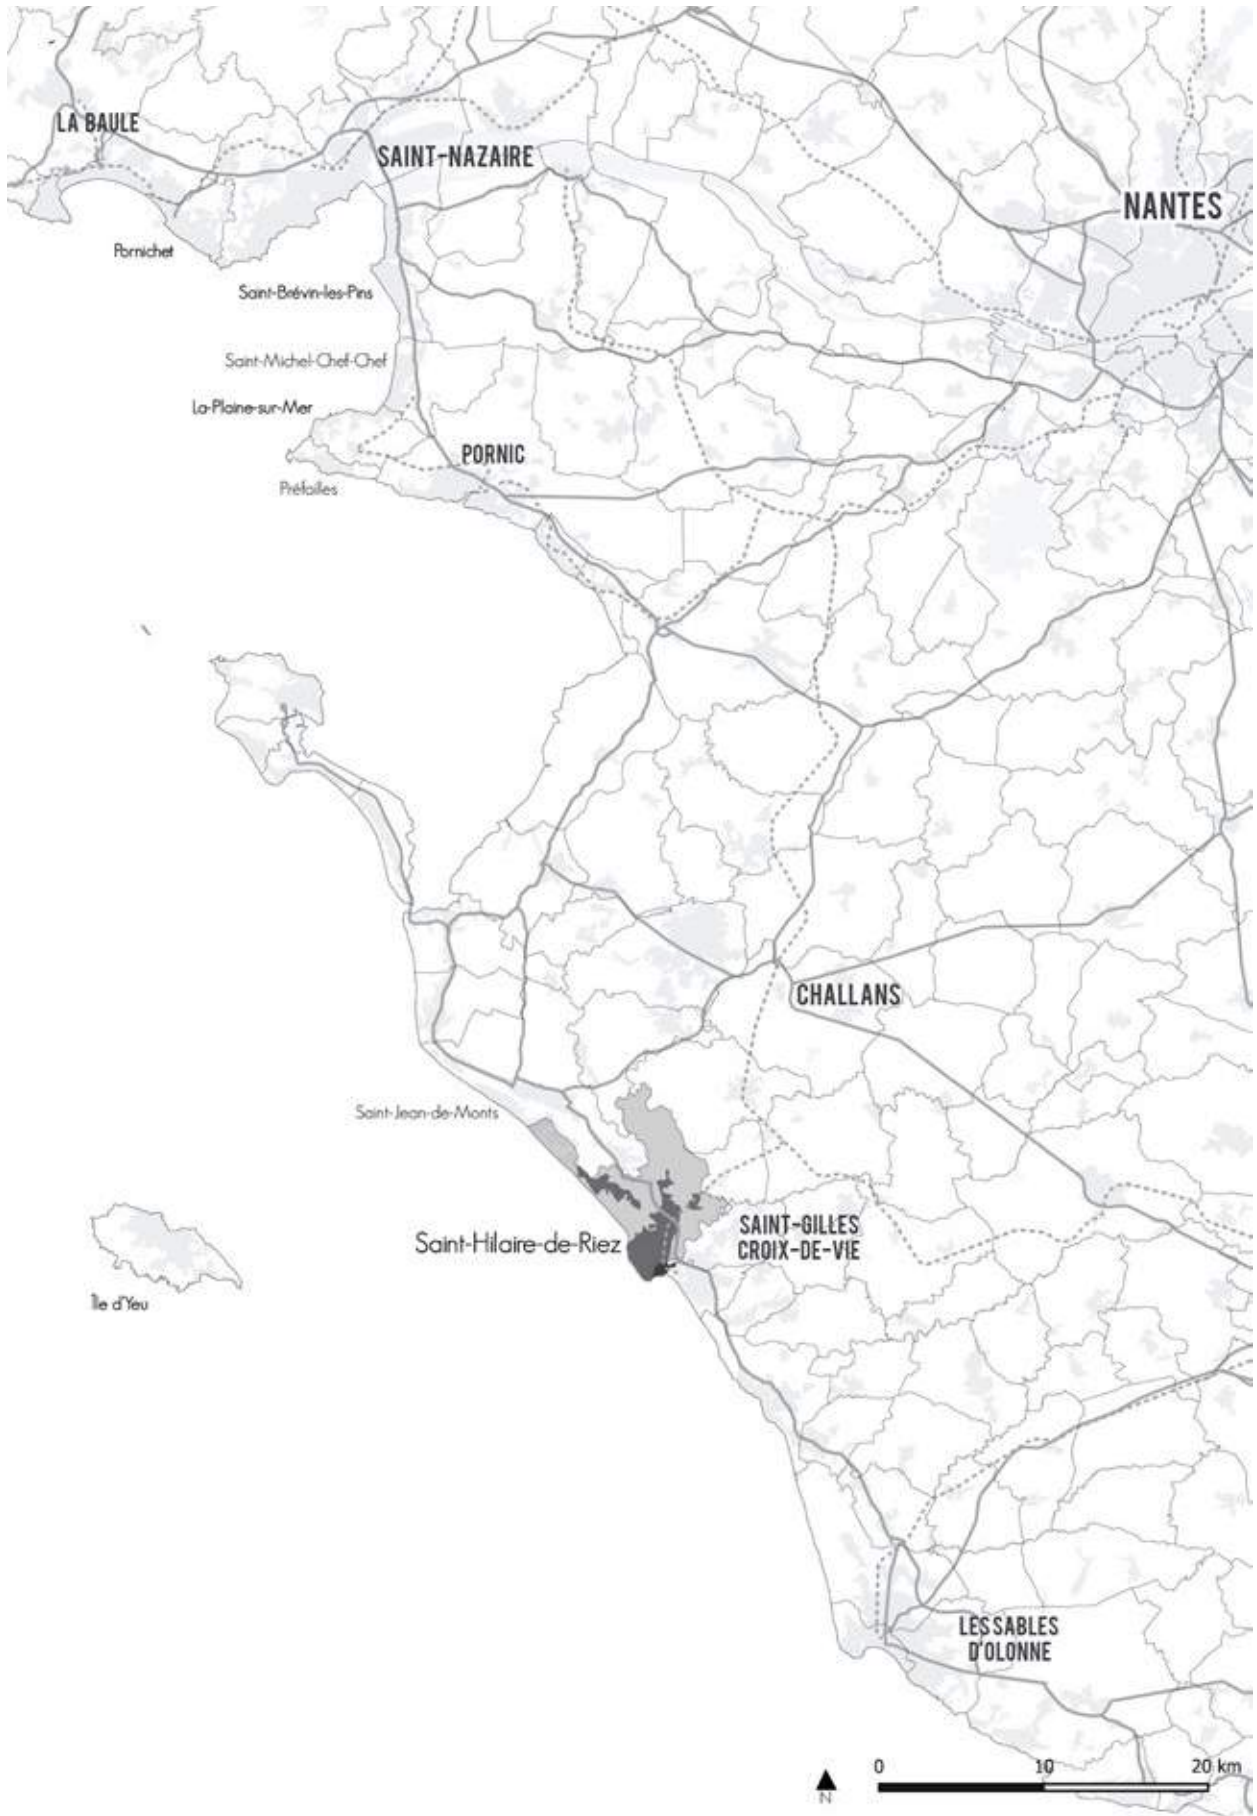 LA BAULE
SAINT-NAZAIRE
NANTES
Pornichet
Saint-Brévin-les-Pins
Saint-Michel-Chef-Chef
La-Plaine-sur-Mer
PORNIC
Préfailles
CHALLANS
Saint-Jean-de-Monts
Saint-Hilaire-de-Riez
SAINT-GILLES
CROIX-DE-VIE
Île d'Yeu
LES SABLES
D'OLONNE
0 10 20 km
N